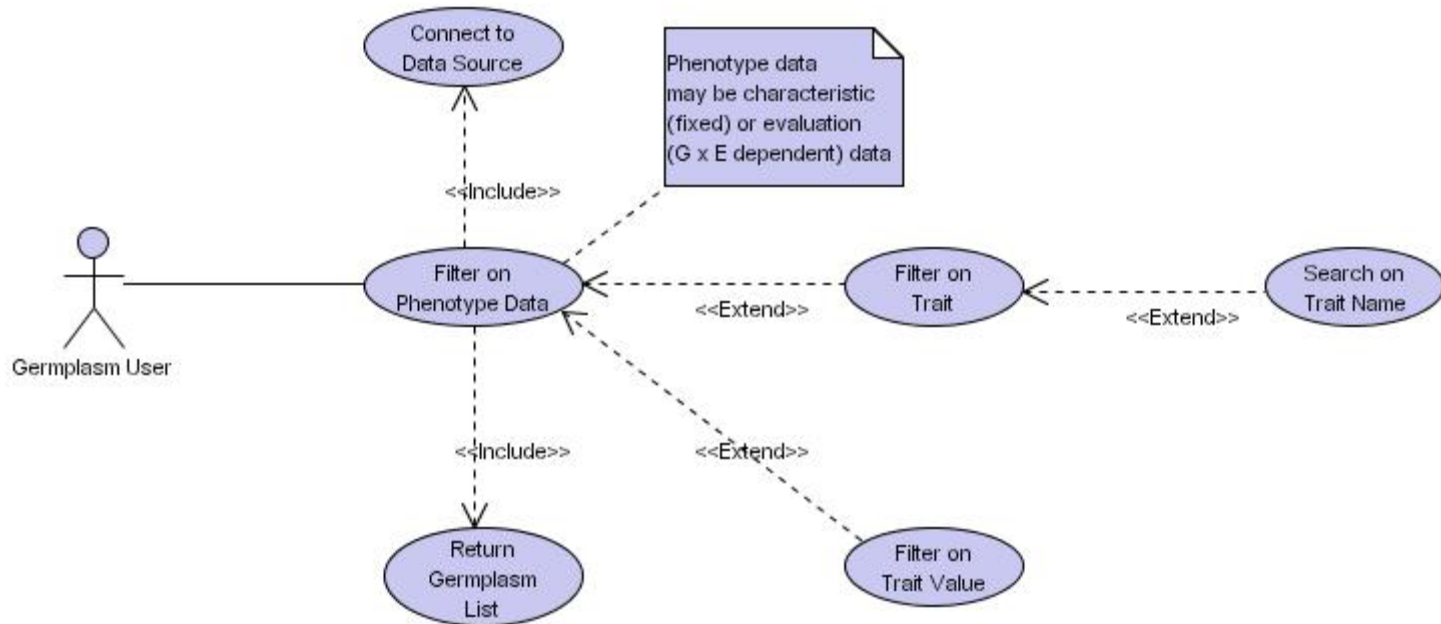 Connect to
Data Source
Phenotype data
may be characteristic
(fixed) or evaluation
(G x E dependent) data
<<Include>>
Filter on
Phenotype Data
Filter on
Trait
Search on
Trait Name
<<Extend>>
<<Extend>>
Germplasm User
<<Include>>
<<Extend>>
Return
Germplasm
List
Filter on
Trait Value